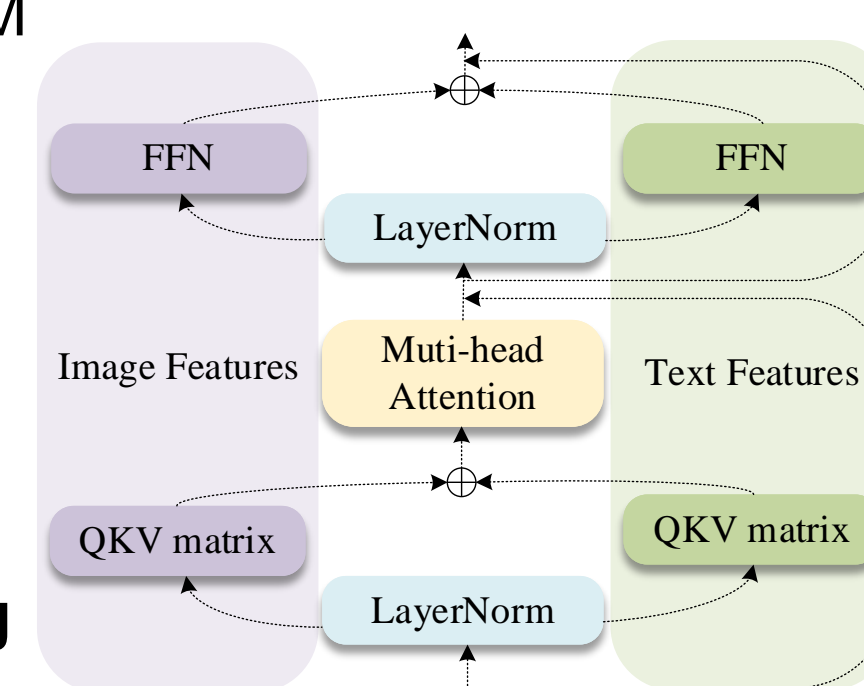 M
FFN
FFN
LayerNorm
Image Features
Muti-head
Attention
Text Features
QKV matrix
QKV matrix
LayerNorm
g